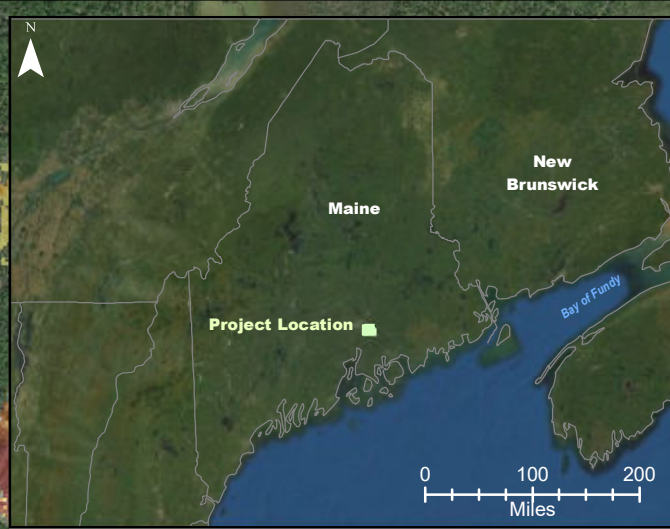 N
New
Brunswick
Maine
Bay of Fundy
Project Location
0 100 200
Miles